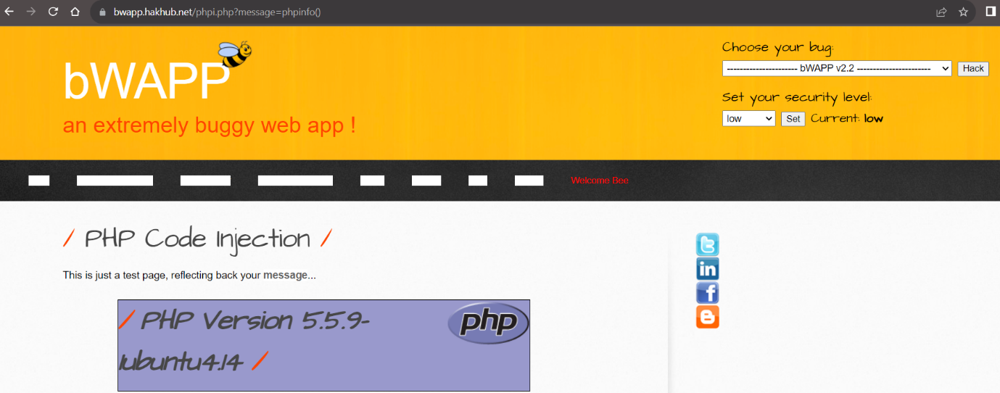 bwapp.hakhub.net/phpi.php?message=phpinfo()
bWAPP
an extremely buggy web app !
Choose your bug:
---------------------- bWAPP v2.2 ----------------------- Hack
Set your security level:
low Set Current: low
Welcome Bee
/ PHP Code Injection /
This is just a test page, reflecting back your message...
/ PHP Version 5.5.9-
1ubuntu4.14 /
php
t
in
f
B